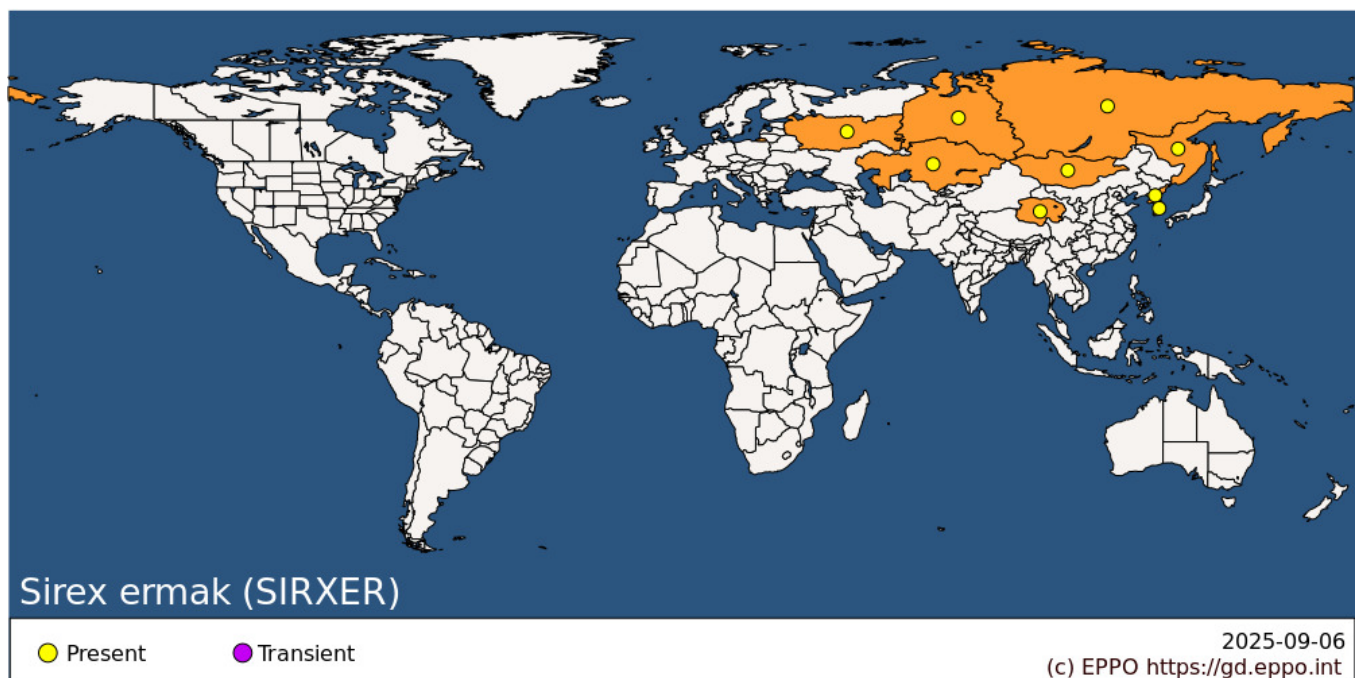 Sirex ermak (SIRXER)
Present
Transient
2025-09-06
(c) EPPO https://gd.eppo.int